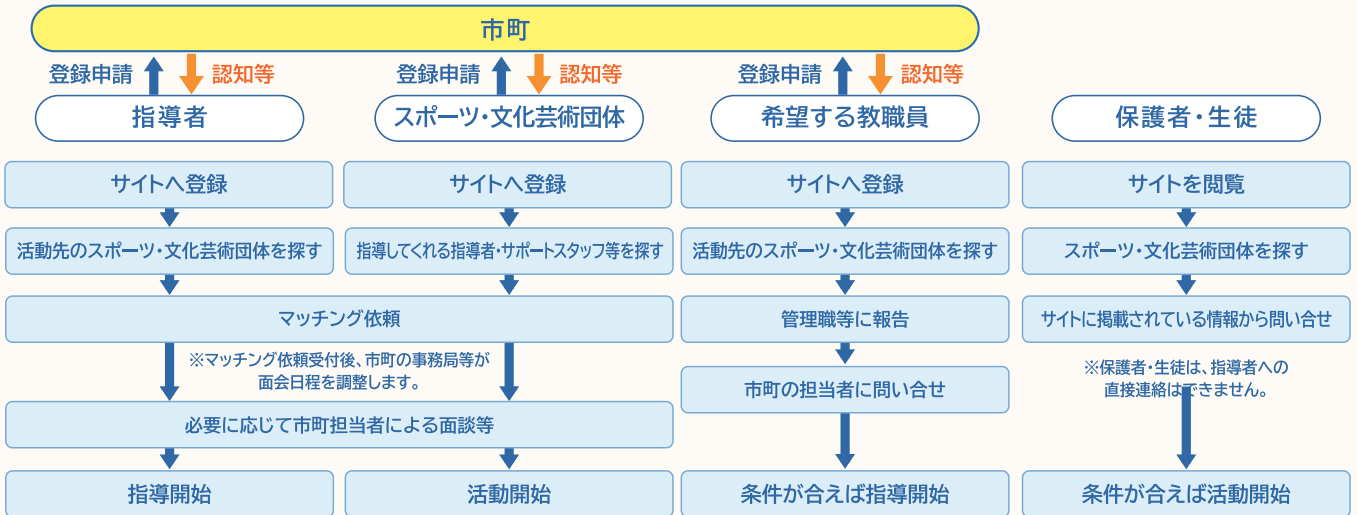 市町
登録申請
認知等
登録申請
認知等
登録申請
認知等
指導者
スポーツ・文化芸術団体
希望する教職員
保護者・生徒
サイトへ登録
サイトへ登録
サイトへ登録
サイトを閲覧
活動先のスポーツ・文化芸術団体を探す
指導してくれる指導者・サポートスタッフ等を探す
活動先のスポーツ・文化芸術団体を探す
スポーツ・文化芸術団体を探す
マッチング依頼
管理職等に報告
サイトに掲載されている情報から問い合せ
※マッチング依頼受付後、市町の事務局等が
面会日程を調整します。
市町の担当者に問い合せ
※保護者・生徒は、指導者への
直接連絡はできません。
必要に応じて市町担当者による面談等
指導開始
活動開始
条件が合えば指導開始
条件が合えば活動開始